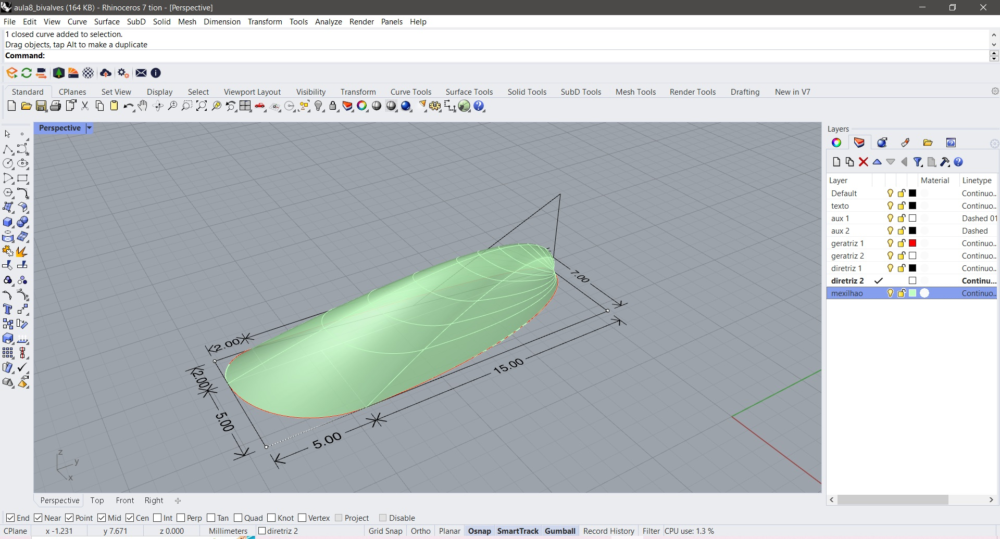 aula8_bivalves (164 KB) - Rhinoceros 7 tion - [Perspective]
File Edit View Curve Surface SubD Solid Mesh Dimension Transform Tools Analyze Render Panels Help
1 closed curve added to selection.
Drag objects, tap Alt to make a duplicate
Command:
Standard CPlanes Set View Display Select Viewport Layout Visibility Transform Curve Tools Surface Tools Solid Tools SubD Tools Mesh Tools Render Tools Drafting New in V7
Perspective
7.00
2.00
2.00
15.00
5.00
5.00
z
y
x
Layers
Layer Material Linetype
Default Continuo...
texto Continuo...
aux 1 Dashed 01
aux 2 Dashed
geratriz 1 Continuo...
geratriz 2 Continuo...
diretriz 1 Continuo...
diretriz 2 Continu...
mexilhao Continuo...
Perspective Top Front Right
End Near Point Mid Cen Int Perp Tan Quad Knot Vertex Project Disable
CPlane x -1.231 y 7.671 z 0.000 Millimeters diretriz 2 Grid Snap Ortho Planar Osnap SmartTrack Gumball Record History Filter CPU use: 1.3 %